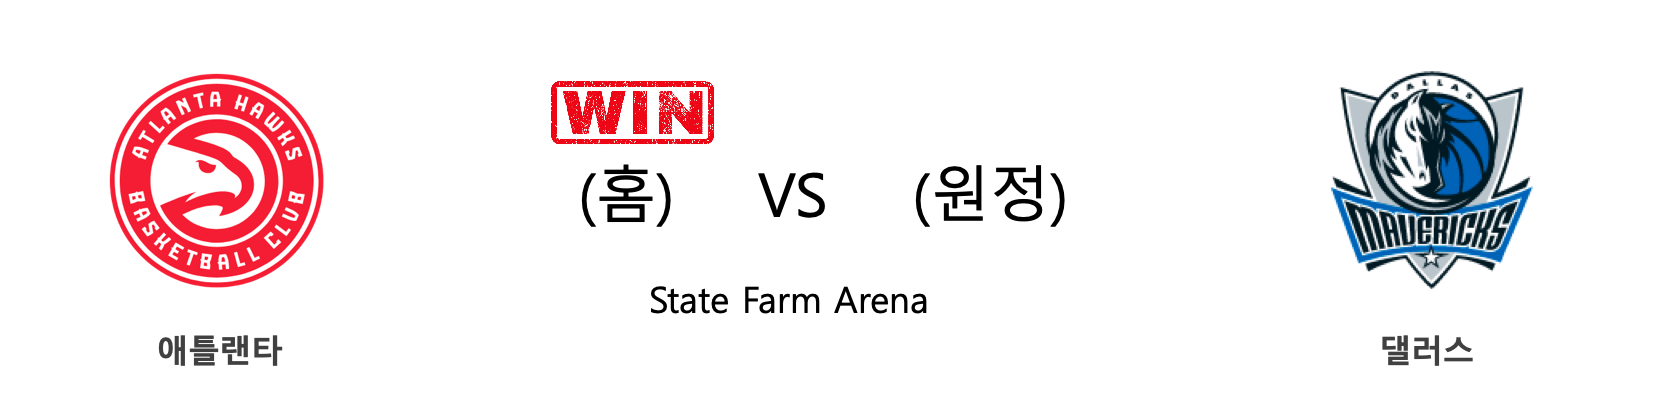 ATLANTA HAWKS
BASKETBALL CLUB
WIN
(홈) VS (원정)
State Farm Arena
DALLAS
MAVERICKS
애틀랜타
댈러스